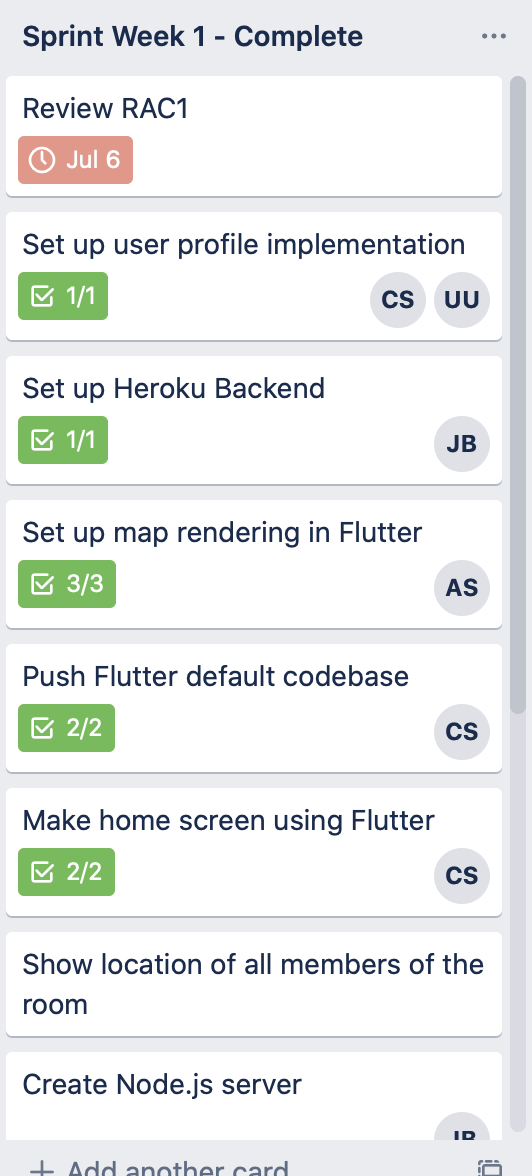 Sprint Week 1 - Complete
Review RAC1
Jul 6
Set up user profile implementation
1/1 CS UU
Set up Heroku Backend
1/1 JB
Set up map rendering in Flutter
3/3 AS
Push Flutter default codebase
2/2 CS
Make home screen using Flutter
2/2 CS
Show location of all members of the
room
Create Node.js server
JB
Add another card